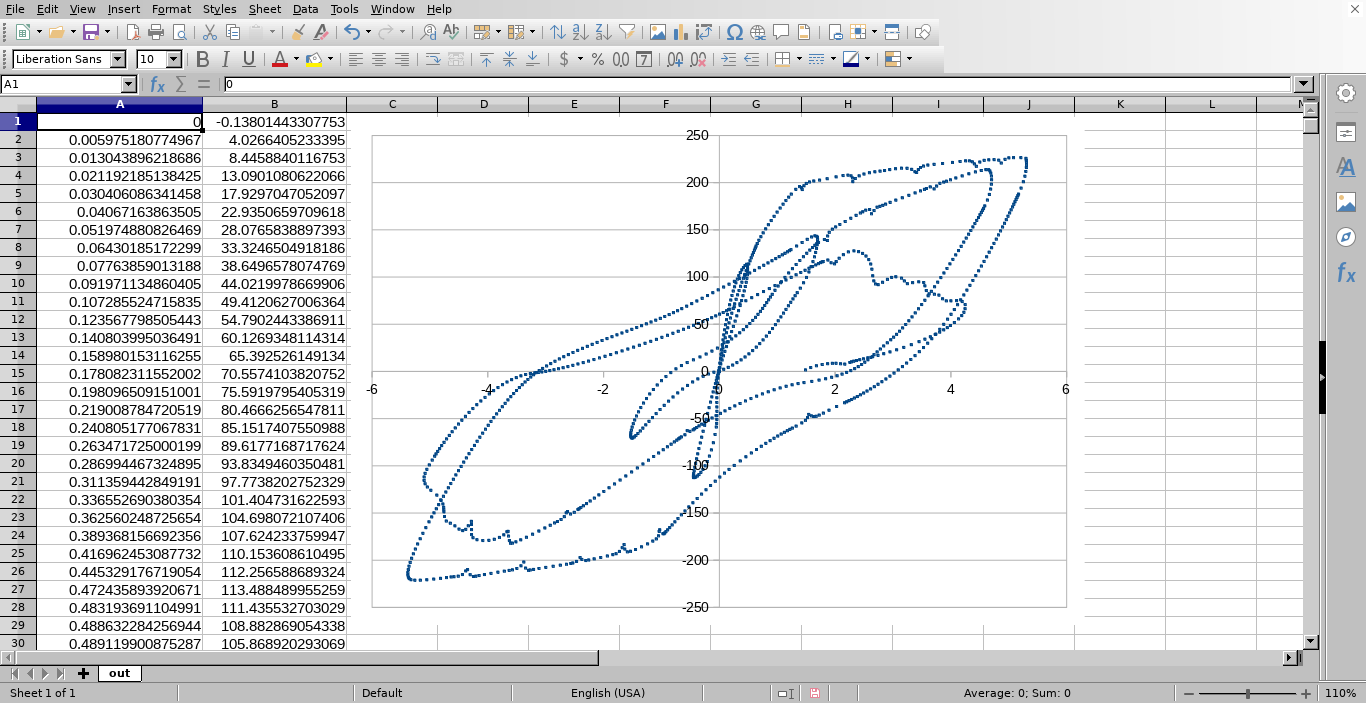 File Edit View Insert Format Styles Sheet Data Tools Window Help
Liberation Sans 10
A1 0
A B C D E F G H I J K L
1 0 -0.13801443307753
2 0.005975180774967 4.0266405233395
3 0.013043896218686 8.4458840116753
4 0.021192185138425 13.0901080622066
5 0.030406086341458 17.9297047052097
6 0.04067163863505 22.9350659709618
7 0.051974880826469 28.0765838897393
8 0.06430185172299 33.3246504918186
9 0.07763859013188 38.6496578074769
10 0.091971134860405 44.0219978669906
11 0.107285524715835 49.4120627006364
12 0.123567798505443 54.7902443386911
13 0.140803995036491 60.1269348114314
14 0.158980153116255 65.392526149134
15 0.178082311552002 70.5574103820752
16 0.198096509151001 75.5919795405319
17 0.219008784720519 80.4666256547811
18 0.240805177067831 85.1517407550988
19 0.263471725000199 89.6177168717624
20 0.286994467324895 93.8349460350481
21 0.311359442849191 97.7738202752329
22 0.336552690380354 101.404731622593
23 0.362560248725654 104.698072107406
24 0.389368156692356 107.624233759947
25 0.416962453087732 110.153608610495
26 0.445329176719054 112.256588689324
27 0.472435893920671 113.488489955259
28 0.483193691104991 111.435532703029
29 0.488632284256944 108.882869054338
30 0.489119900875287 105.868920293069
250
200
150
100
50
0
-6 -4 -2 0 2 4 6
-50
-100
-150
-200
-250
out
Sheet 1 of 1 Default English (USA) Average: 0; Sum: 0 110%